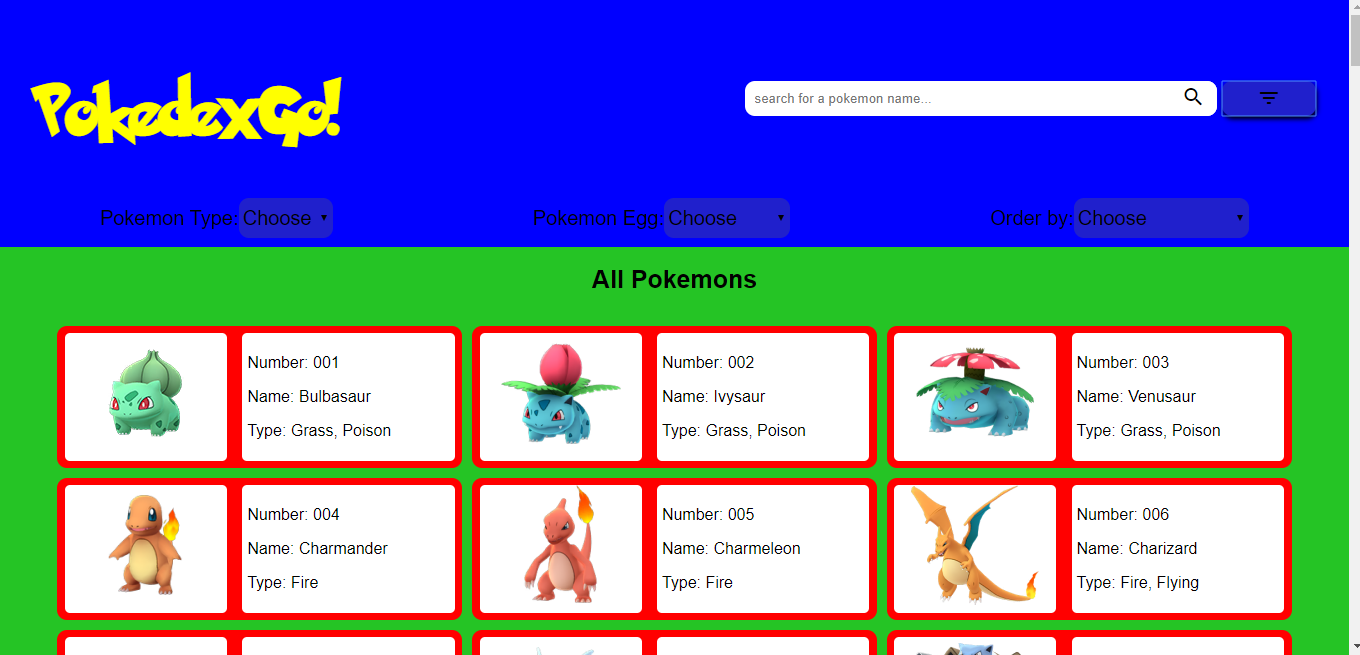 PokedexGo!
search for a pokemon name...
Pokemon Type: Choose
Pokemon Egg: Choose
Order by: Choose
All Pokemons
Number: 001
Name: Bulbasaur
Type: Grass, Poison
Number: 002
Name: Ivysaur
Type: Grass, Poison
Number: 003
Name: Venusaur
Type: Grass, Poison
Number: 004
Name: Charmander
Type: Fire
Number: 005
Name: Charmeleon
Type: Fire
Number: 006
Name: Charizard
Type: Fire, Flying